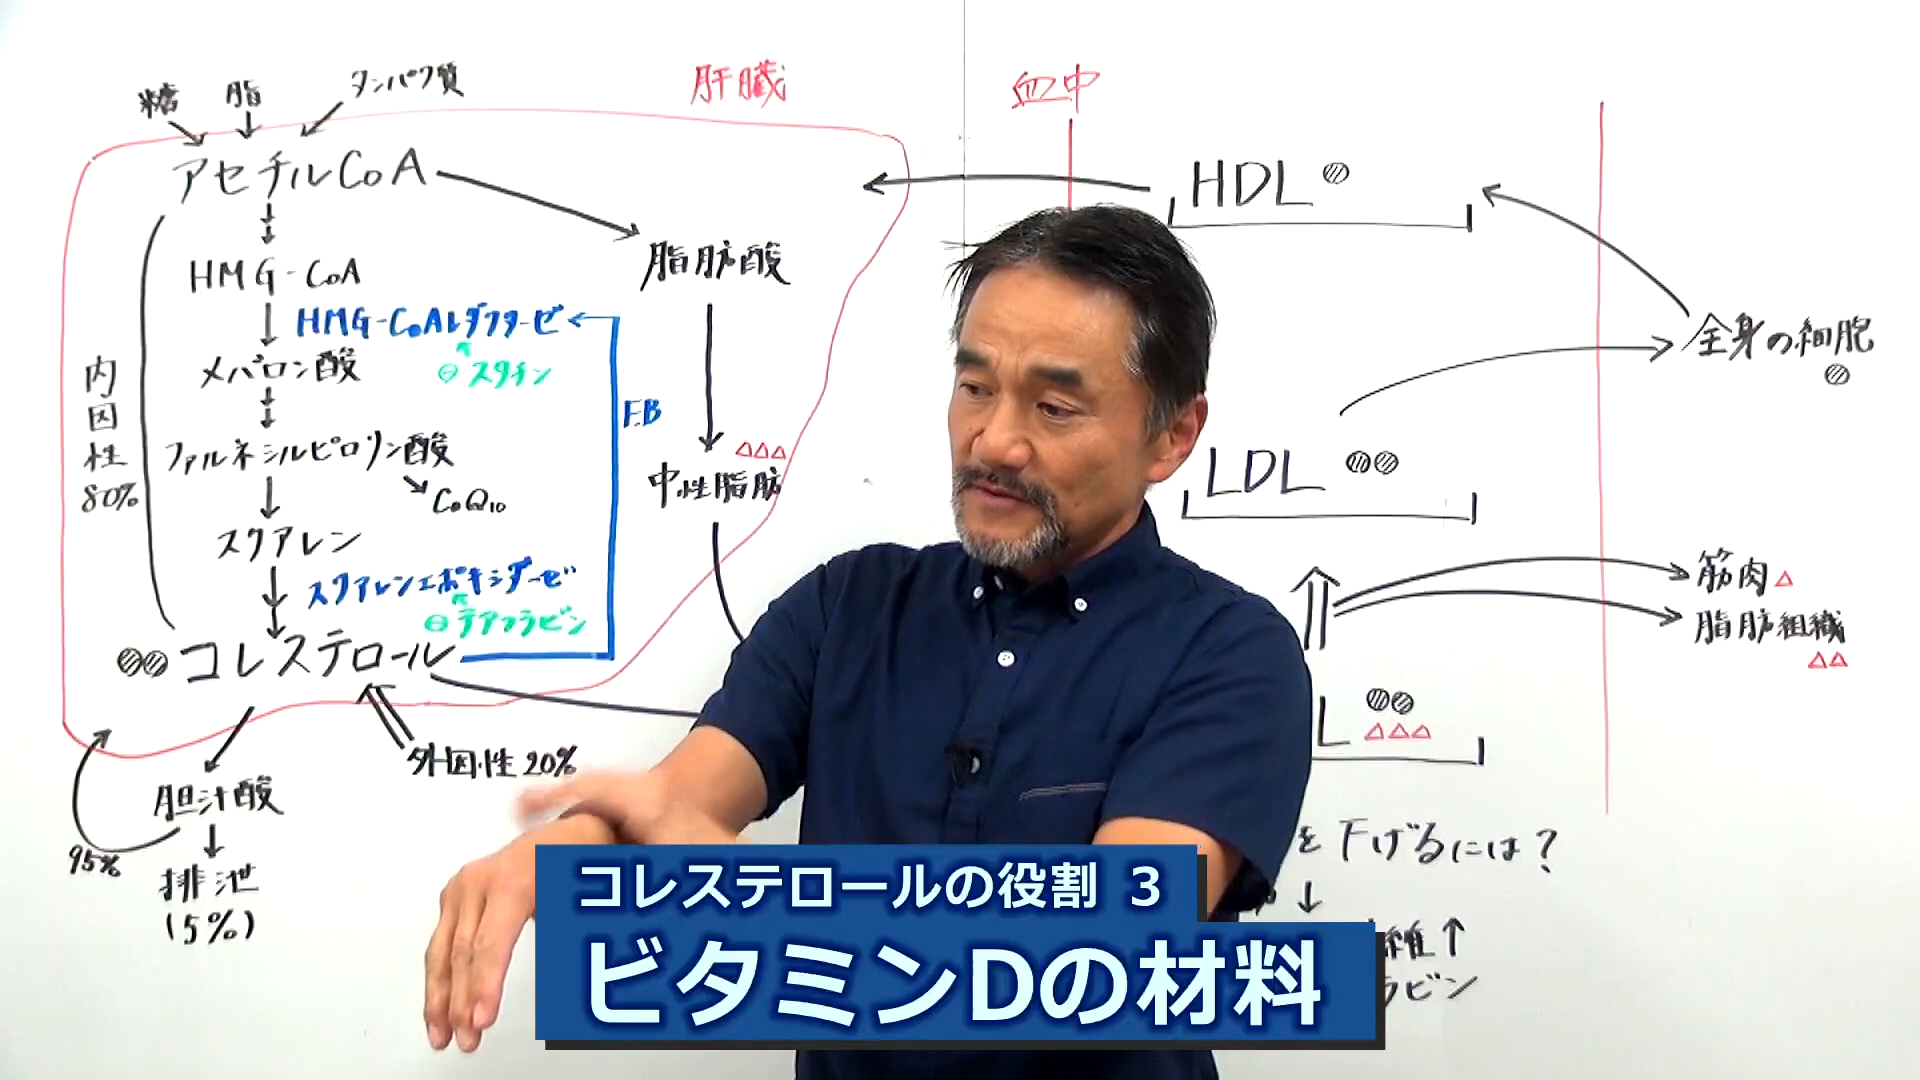 糖
脂
タンパク質
肝臓
血中
アセチルCoA
HDL
脂肪酸
HMG-CoA
HMG-CoAレダクターゼ
スタチン
メバロン酸
F.B
全身の細胞
内因性80%
ファルネシルピロリン酸
CoQ10
中性脂肪
LDL
スクアレン
スクアレンエポキシダーゼ
テアフラビン
コレステロール
筋肉
脂肪組織
L
外因性20%
胆汁酸
95%
排泄
(5%)
を下げるには?
↓
維↑
ラビン
コレステロールの役割 3
ビタミンDの材料